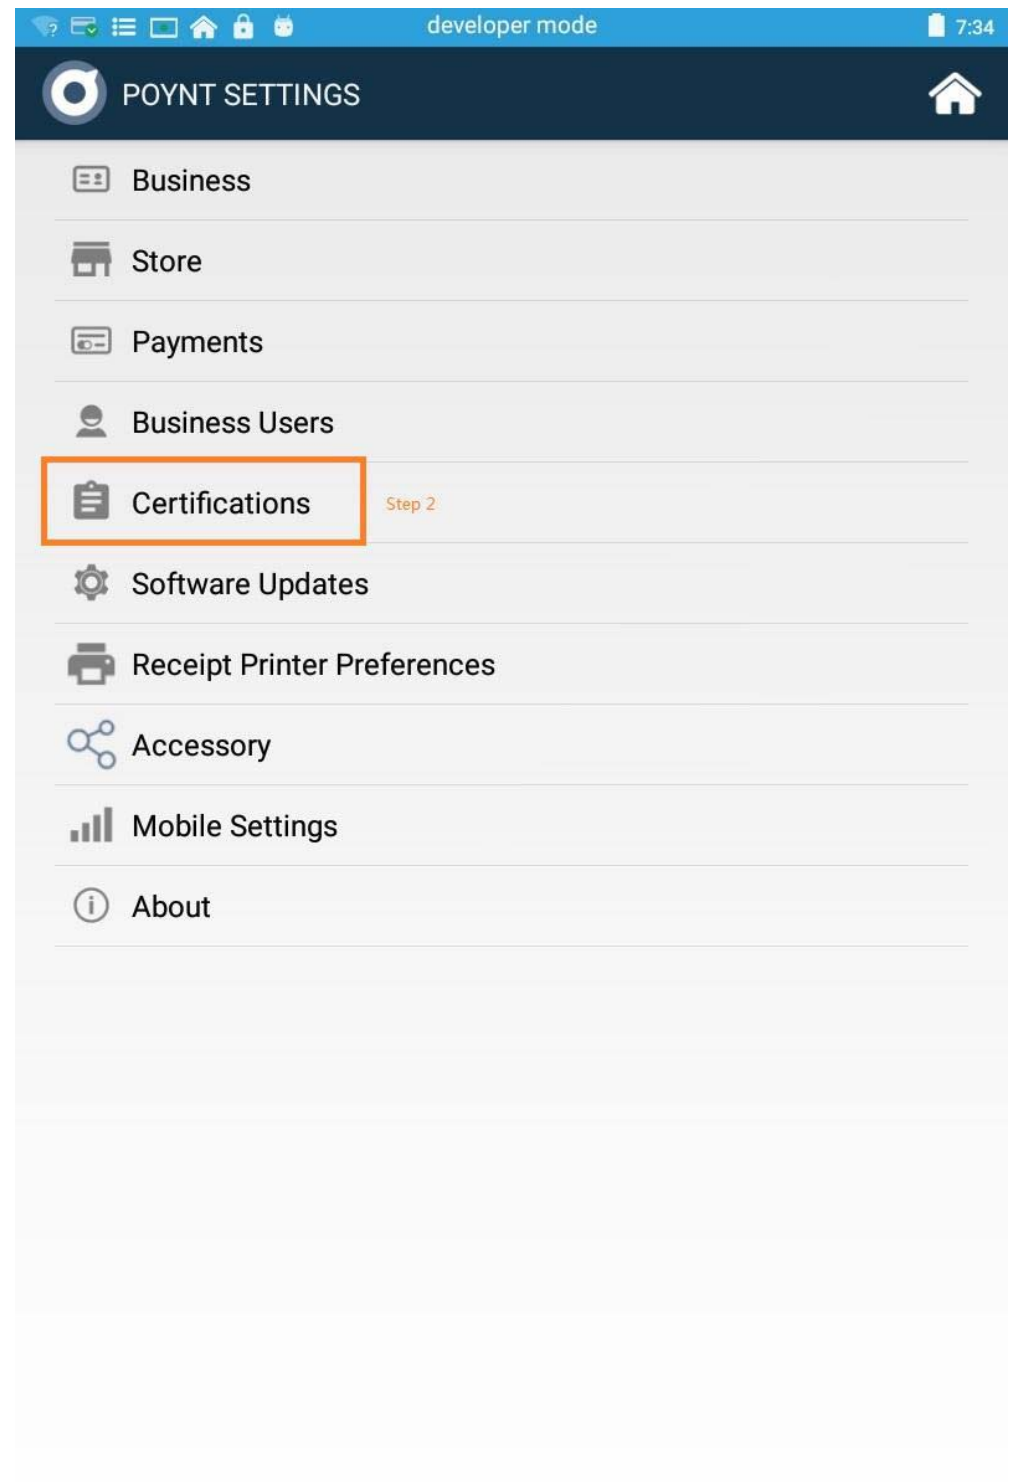 developer mode
7:34
POYNT SETTINGS
Business
Store
Payments
Business Users
Certifications
Step 2
Software Updates
Receipt Printer Preferences
Accessory
Mobile Settings
About